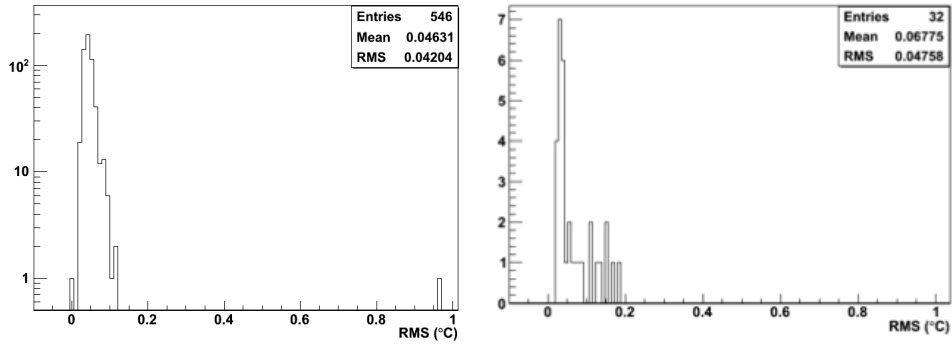 Entries 546
Mean 0.04631
RMS 0.04204
10²
10
1
0 0.2 0.4 0.6 0.8 1
RMS (°C)
Entries 32
Mean 0.06775
RMS 0.04758
7
6
5
4
3
2
1
0
0 0.2 0.4 0.6 0.8 1
RMS (°C)